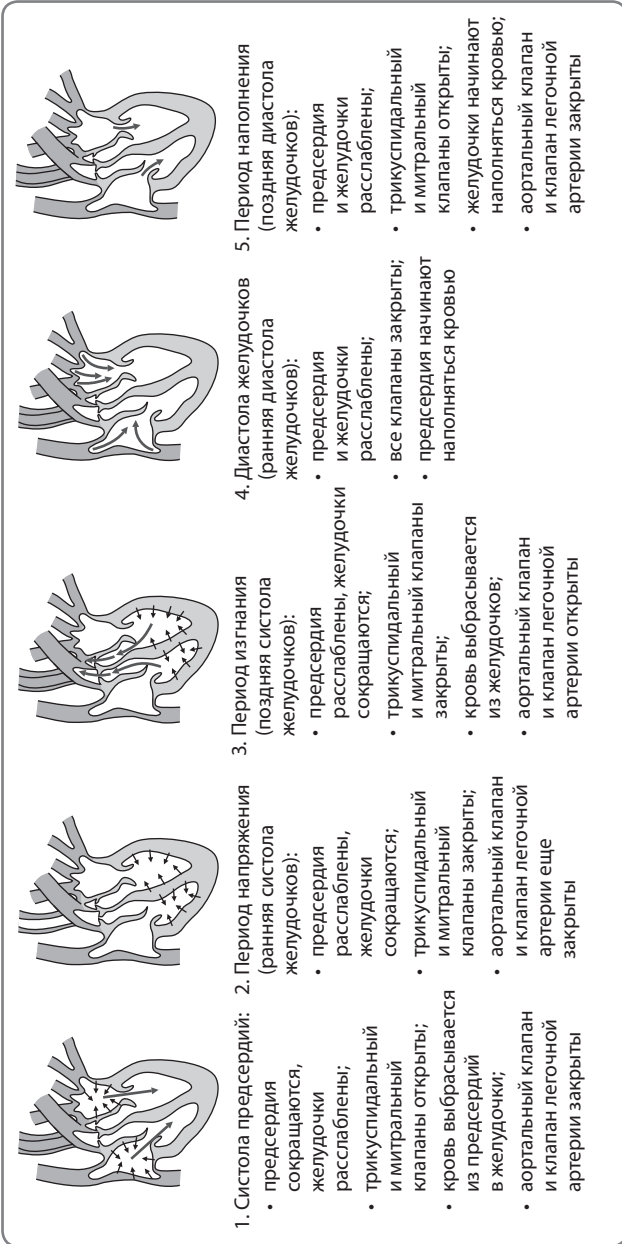 1. Систола предсердий:
• предсердия
сокращаются,
желудочки
расслаблены;
• трикуспидальный
и митральный
клапаны открыты;
• кровь выбрасывается
из предсердий
в желудочки;
• аортальный клапан
и клапан легочной
артерии закрыты
2. Период напряжения
(ранняя систола
желудочков):
• предсердия
расслаблены,
желудочки
сокращаются;
• трикуспидальный
и митральный
клапаны закрыты;
• аортальный клапан
и клапан легочной
артерии еще
закрыты
3. Период изгнания
(поздняя систола
желудочков):
• предсердия
расслаблены, желудочки
сокращаются;
• трикуспидальный
и митральный клапаны
закрыты;
• кровь выбрасывается
из желудочков;
• аортальный клапан
и клапан легочной
артерии открыты
4. Диастола желудочков
(ранняя диастола
желудочков):
• предсердия
и желудочки
расслаблены;
• все клапаны закрыты;
• предсердия начинают
наполняться кровью
5. Период наполнения
(поздняя диастола
желудочков):
• предсердия
и желудочки
расслаблены;
• трикуспидальный
и митральный
клапаны открыты;
• желудочки начинают
наполняться кровью;
• аортальный клапан
и клапан легочной
артерии закрыты